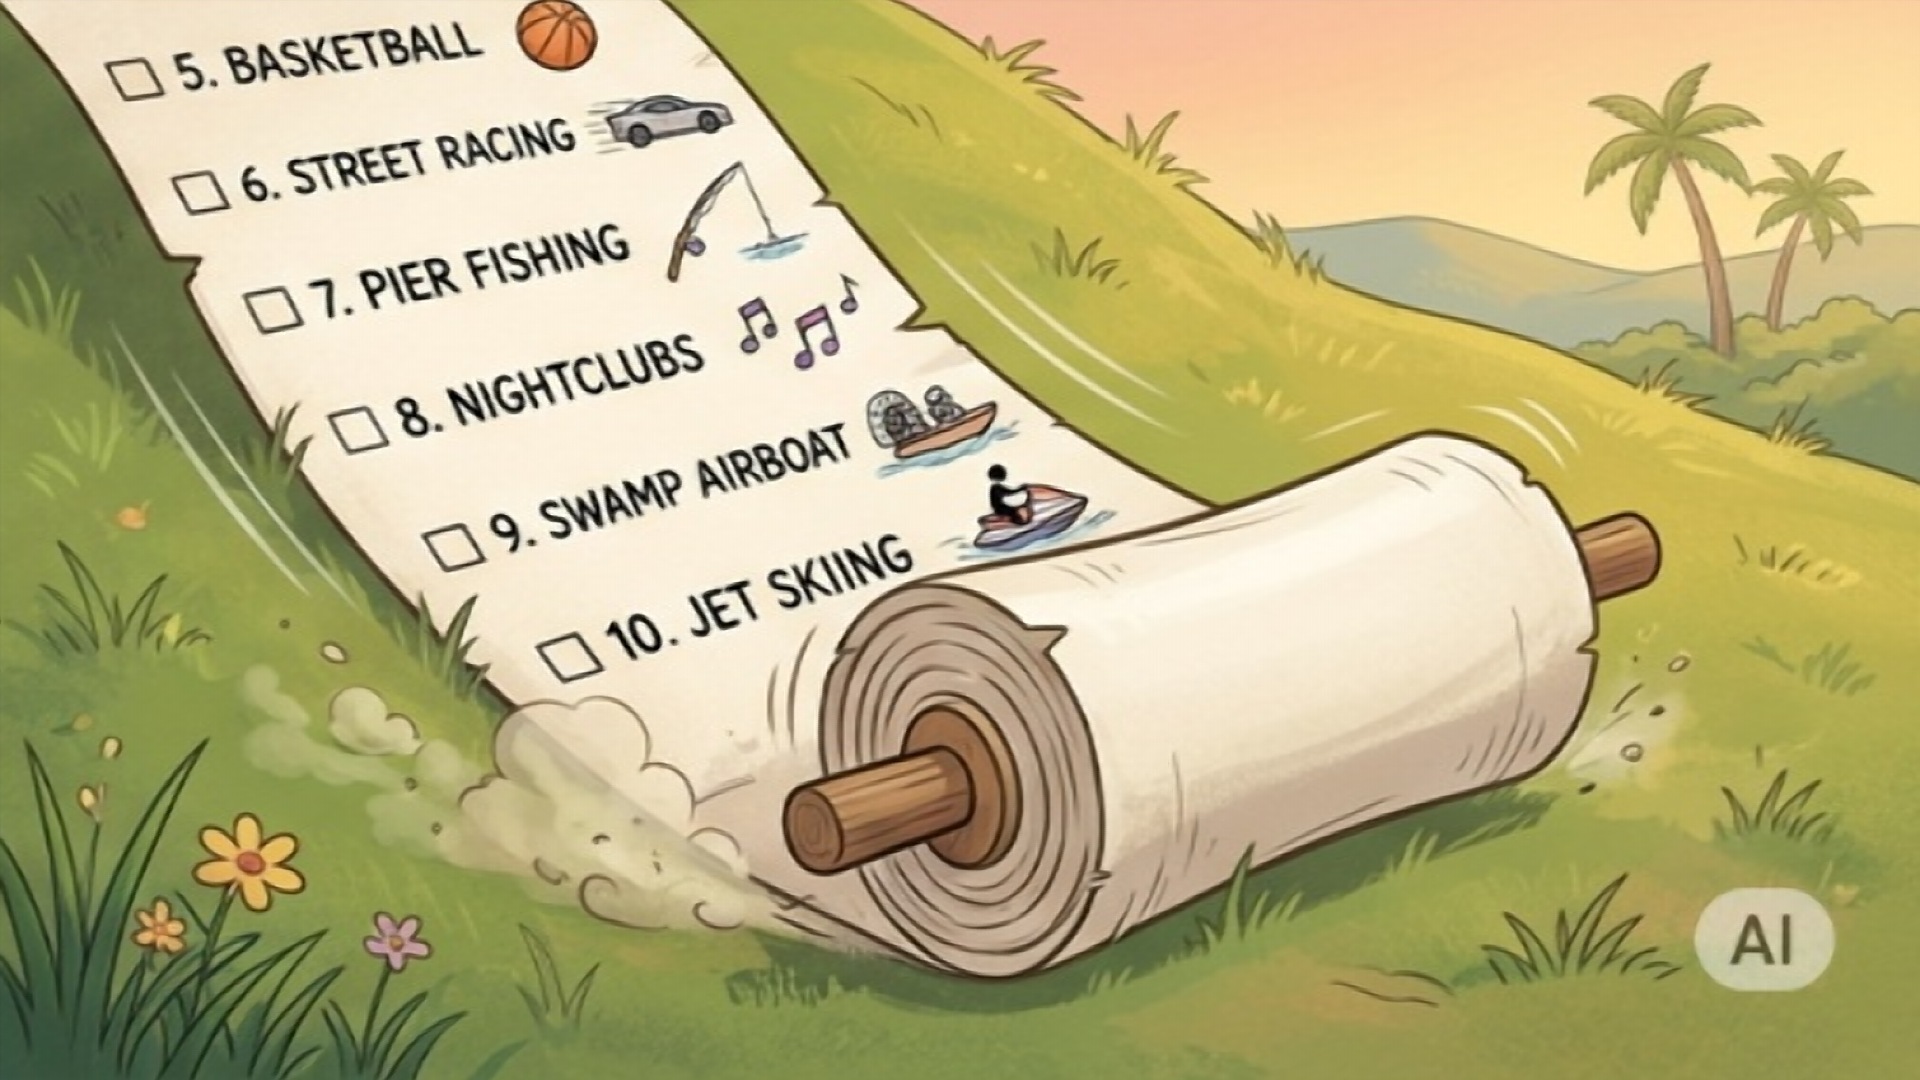 5. BASKETBALL
6. STREET RACING
7. PIER FISHING
8. NIGHTCLUBS
9. SWAMP AIRBOAT
10. JET SKIING
AI